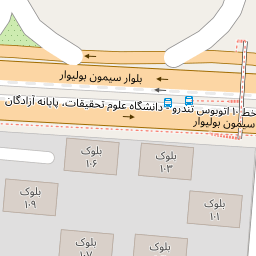 بلوار سیمون بولیوار
خط ۱۰ اتوبوس تندرو - دانشگاه علوم تحقیقات، پایانه آزادگان
سیمون بولیوار
بلوک
۱۰۶
بلوک
۱۰۳
بلوک
۱۰۹
بلوک
۱۰۱
بلوک
۱۰۷
بلوک